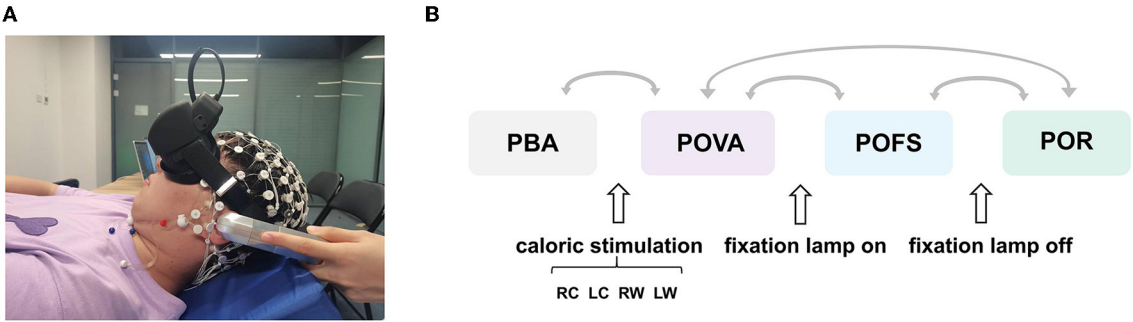 A
B
PBA POVA POFS POR
caloric stimulation fixation lamp on fixation lamp off
RC LC RW LW